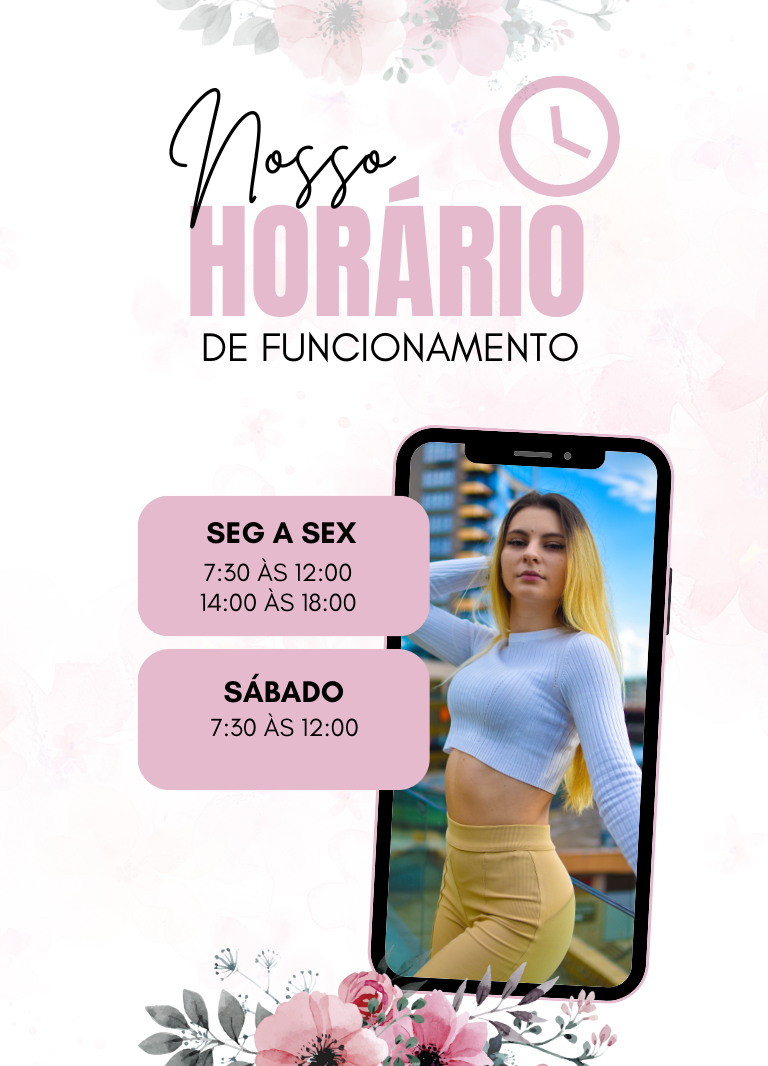 Nosso
HORÁRIO
DE FUNCIONAMENTO
SEG A SEX
7:30 ÀS 12:00
14:00 ÀS 18:00
SÁBADO
7:30 ÀS 12:00